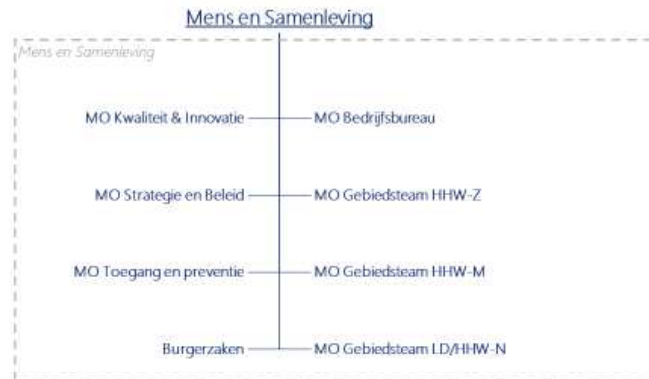 Mens en Samenleving
Mens en Samenleving
MO Kwaliteit & Innovatie
MO Bedrijfsbureau
MO Strategie en Beleid
MO Gebiedsteam HHW-Z
MO Toegang en preventie
MO Gebiedsteam HHW-M
Burgerzaken
MO Gebiedsteam LD/HHW-N